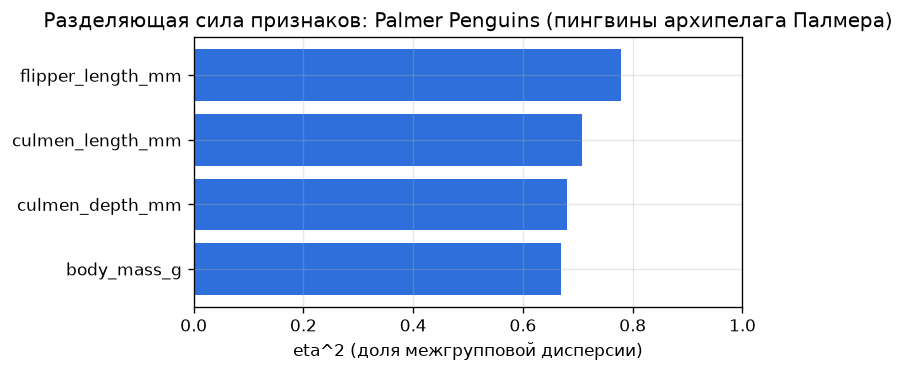 Разделяющая сила признаков: Palmer Penguins (пингвины архипелага Палмера)
flipper_length_mm
culmen_length_mm
culmen_depth_mm
body_mass_g
0.0 0.2 0.4 0.6 0.8 1.0
eta^2 (доля межгрупповой дисперсии)